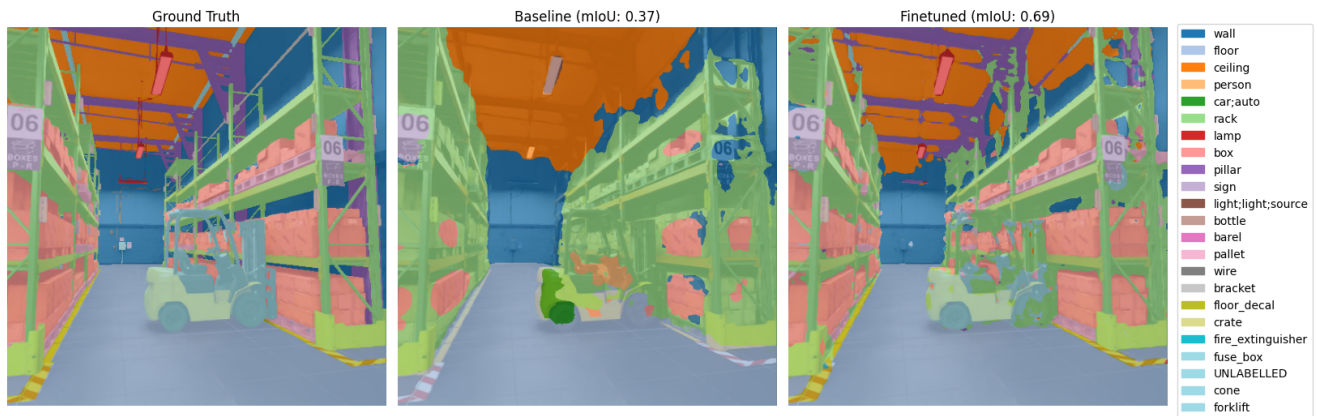 Ground Truth
Baseline (mIoU: 0.37)
Finetuned (mIoU: 0.69)
06
BOXES
P-R
06
06
06
06
BOXES
P-R
06
wall
floor
ceiling
person
car;auto
rack
lamp
box
pillar
sign
light;light;source
bottle
barel
pallet
wire
bracket
floor_decal
crate
fire_extinguisher
fuse_box
UNLABELLED
cone
forklift